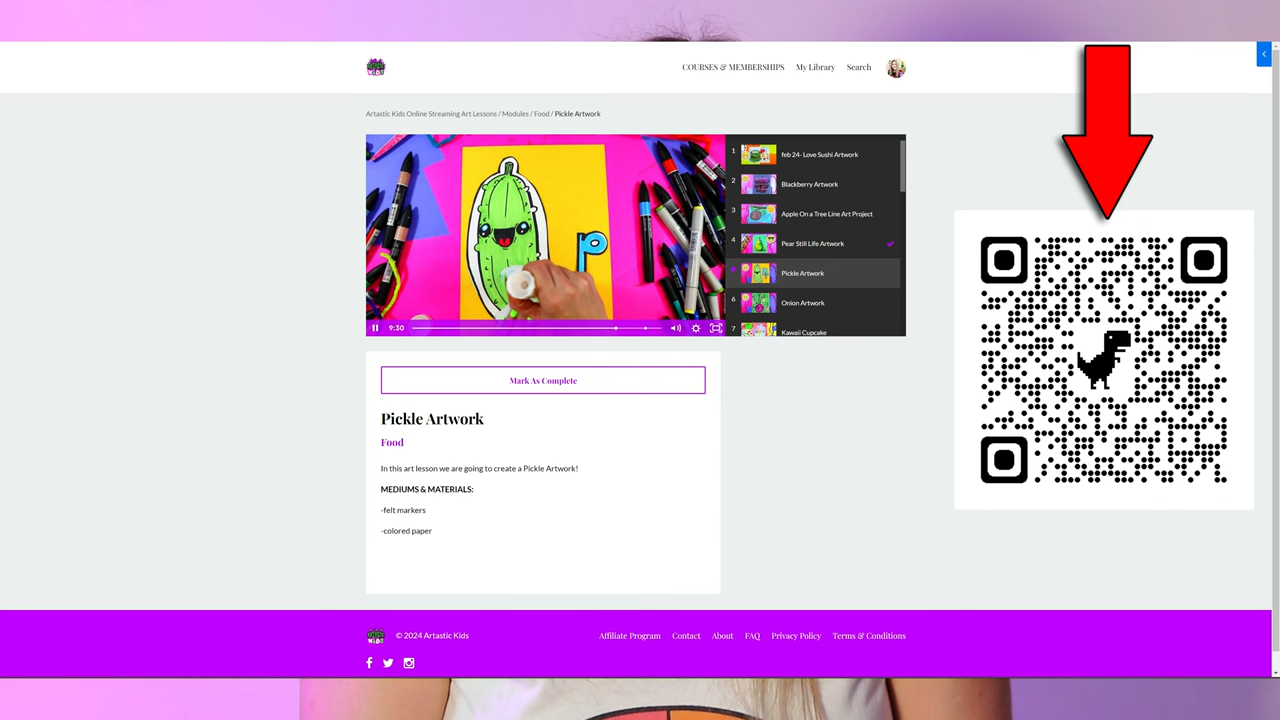 COURSES & MEMBERSHIPS My Library Search
Artastic Kids Online Streaming Art Lessons / Modules / Food / Pickle Artwork
p
9:30
1 feb 24- Love Sushi Artwork
2 Blackberry Artwork
3 Apple On a Tree Line Art Project
4 Pear Still Life Artwork
Pickle Artwork
6 Onion Artwork
7 Kawaii Cupcake
Mark As Complete
Pickle Artwork
Food
In this art lesson we are going to create a Pickle Artwork!
MEDIUMS & MATERIALS:
-felt markers
-colored paper
KIDS © 2024 Artastic Kids Affiliate Program Contact About FAQ Privacy Policy Terms & Conditions